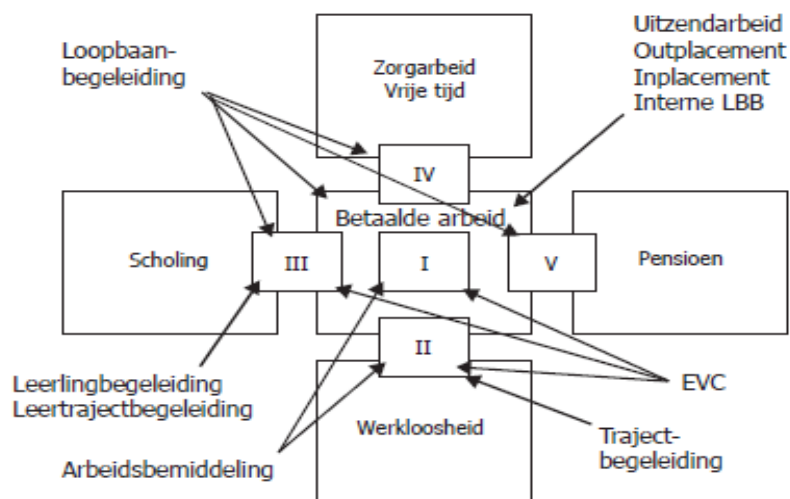 Loopbaan-
begeleiding
Zorgarbeid
Vrije tijd
Uitzendarbeid
Outplacement
Inplacement
Interne LBB
IV
Betaalde arbeid
Scholing
III
I
V
Pensioen
II
Leerlingbegeleiding
Leertrajectbegeleiding
EVC
Werkloosheid
Traject-
begeleiding
Arbeidsbemiddeling